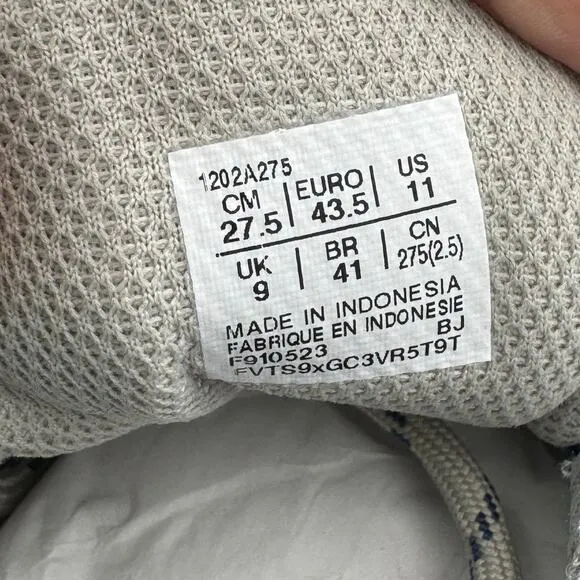 1202A275
CM 27.5 | EURO 43.5 | US 11
UK 9 | BR 41 | CN 275(2.5)
MADE IN INDONESIA
FABRIQUE EN INDONESIE
F910523 BJ
FVTS9xGC3VR5T9T